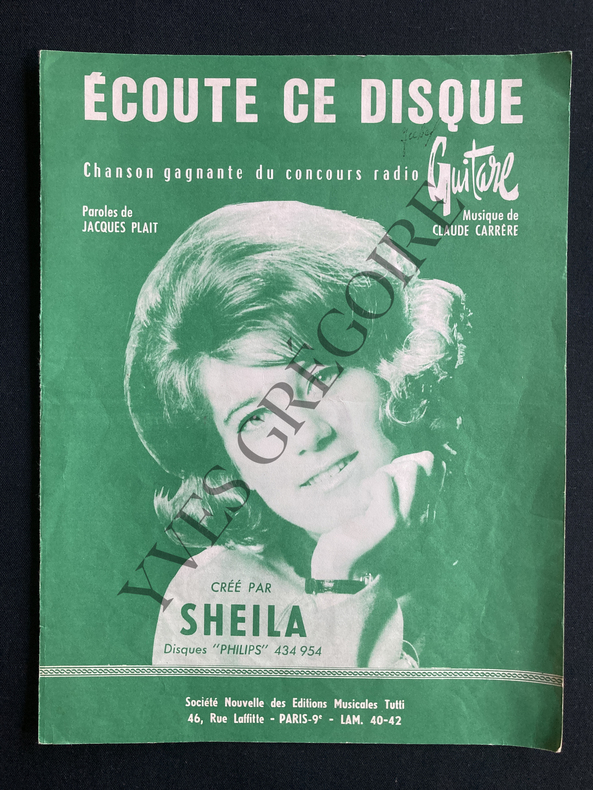 ÉCOUTE CE DISQUE
Chanson gagnante du concours radio Guitare
Paroles de
JACQUES PLAIT
Musique de
CLAUDE CARRÈRE
YVES GRÉGOIRE
CRÉÉ PAR
SHEILA
Disques "PHILIPS" 434 954
Société Nouvelle des Editions Musicales Tutti
46, Rue Laffitte - PARIS-9e - LAM. 40-42